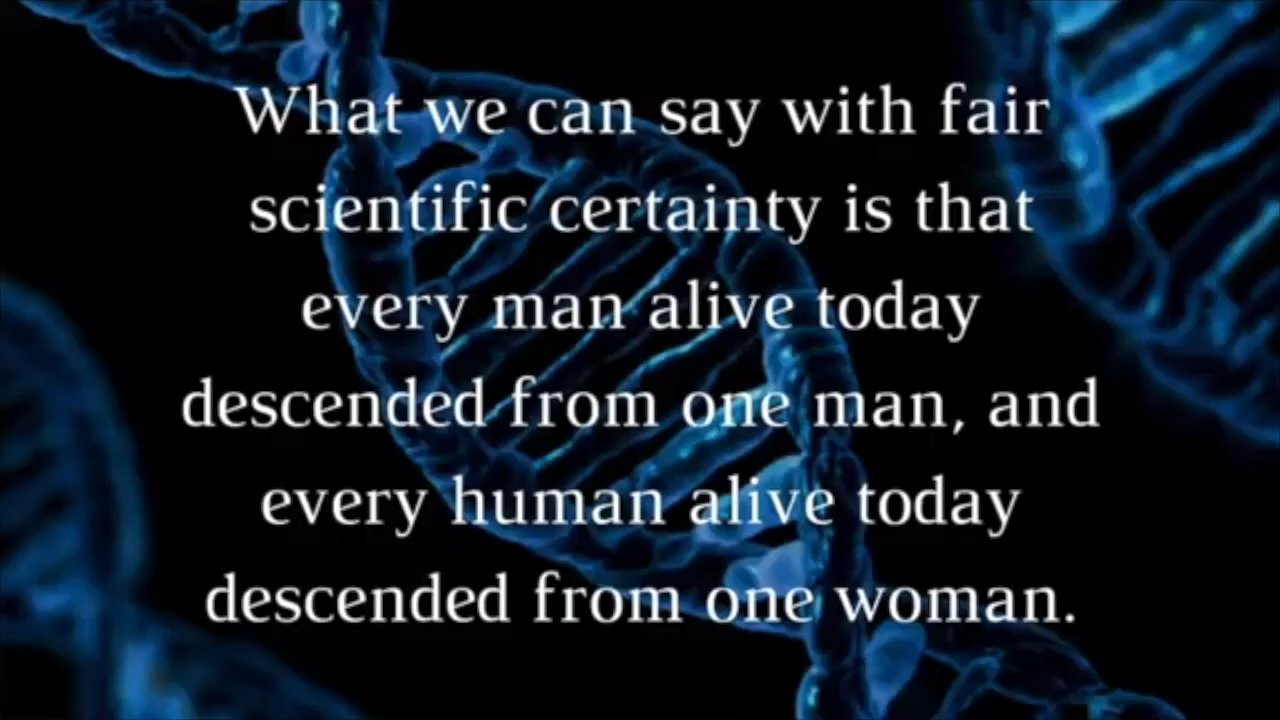 What we can say with fair
scientific certainty is that
every man alive today
descended from one man, and
every human alive today
descended from one woman.